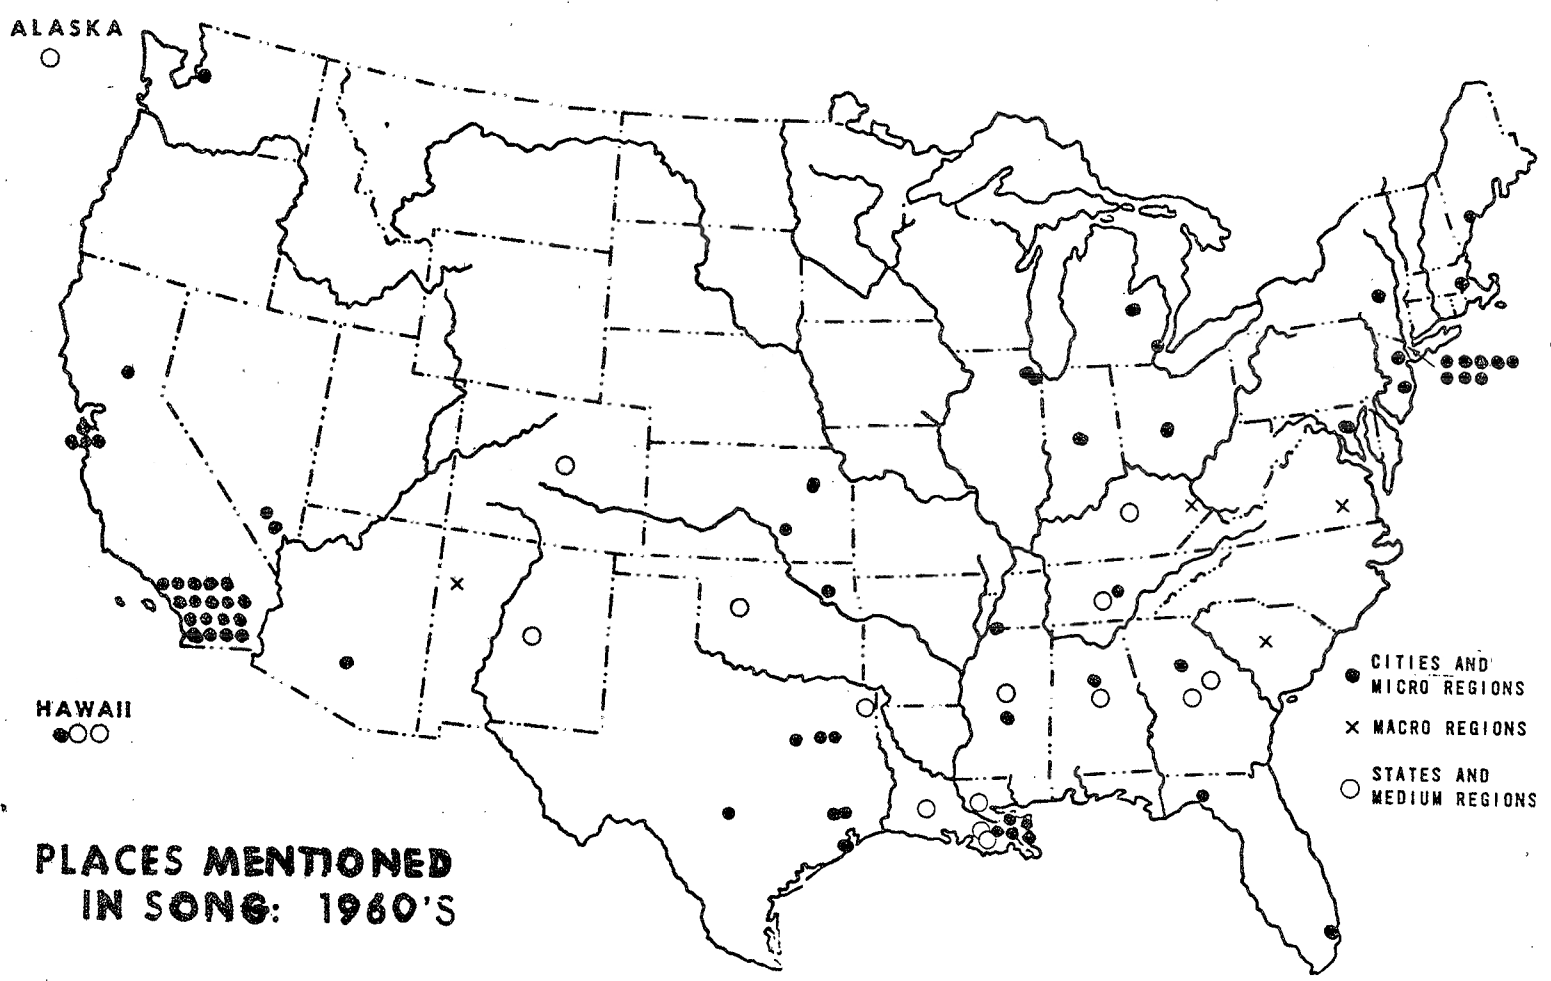 ALASKA
HAWAII
PLACES MENTIONED
IN SONG: 1960'S
CITIES AND
MICRO REGIONS
MACRO REGIONS
STATES AND
MEDIUM REGIONS